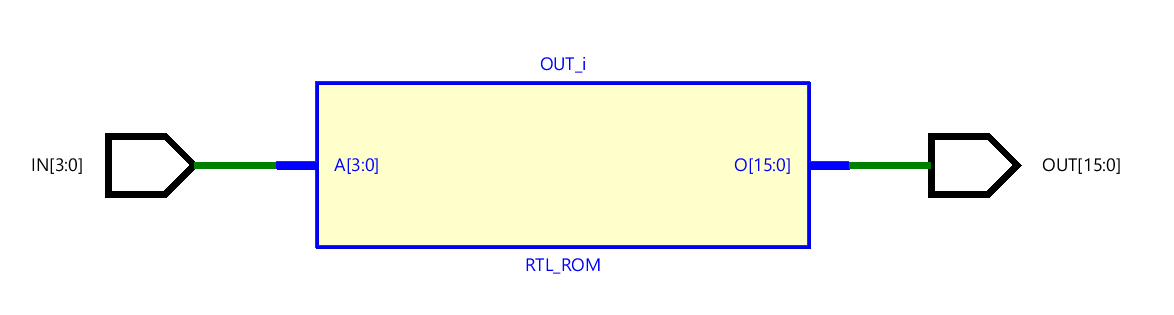 OUT_i
IN[3:0]
A[3:0]
O[15:0]
OUT[15:0]
RTL_ROM